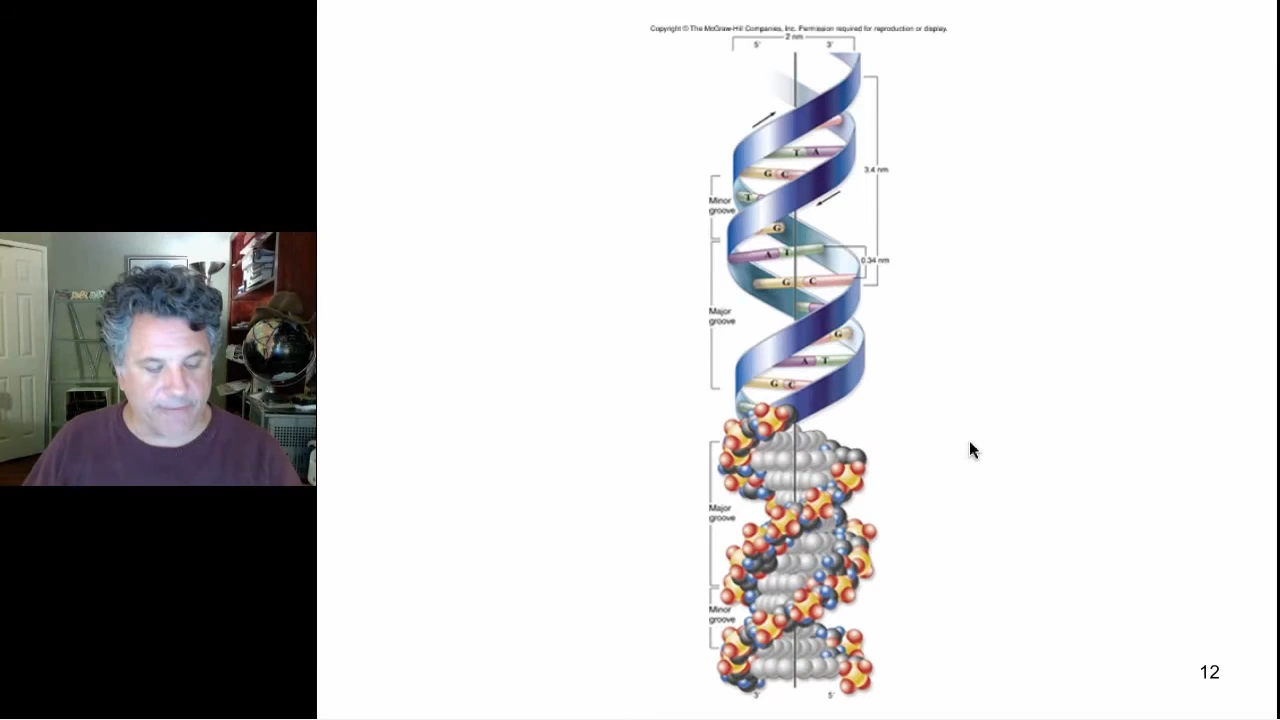 Copyright © The McGraw-Hill Companies, Inc. Permission required for reproduction or display.
2 nm
5' 3'
T A
G C
3.4 nm
T
Minor
groove
G
A T
0.34 nm
G C
Major
groove
G
A T
G C
Major
groove
Minor
groove
12
3' 5'